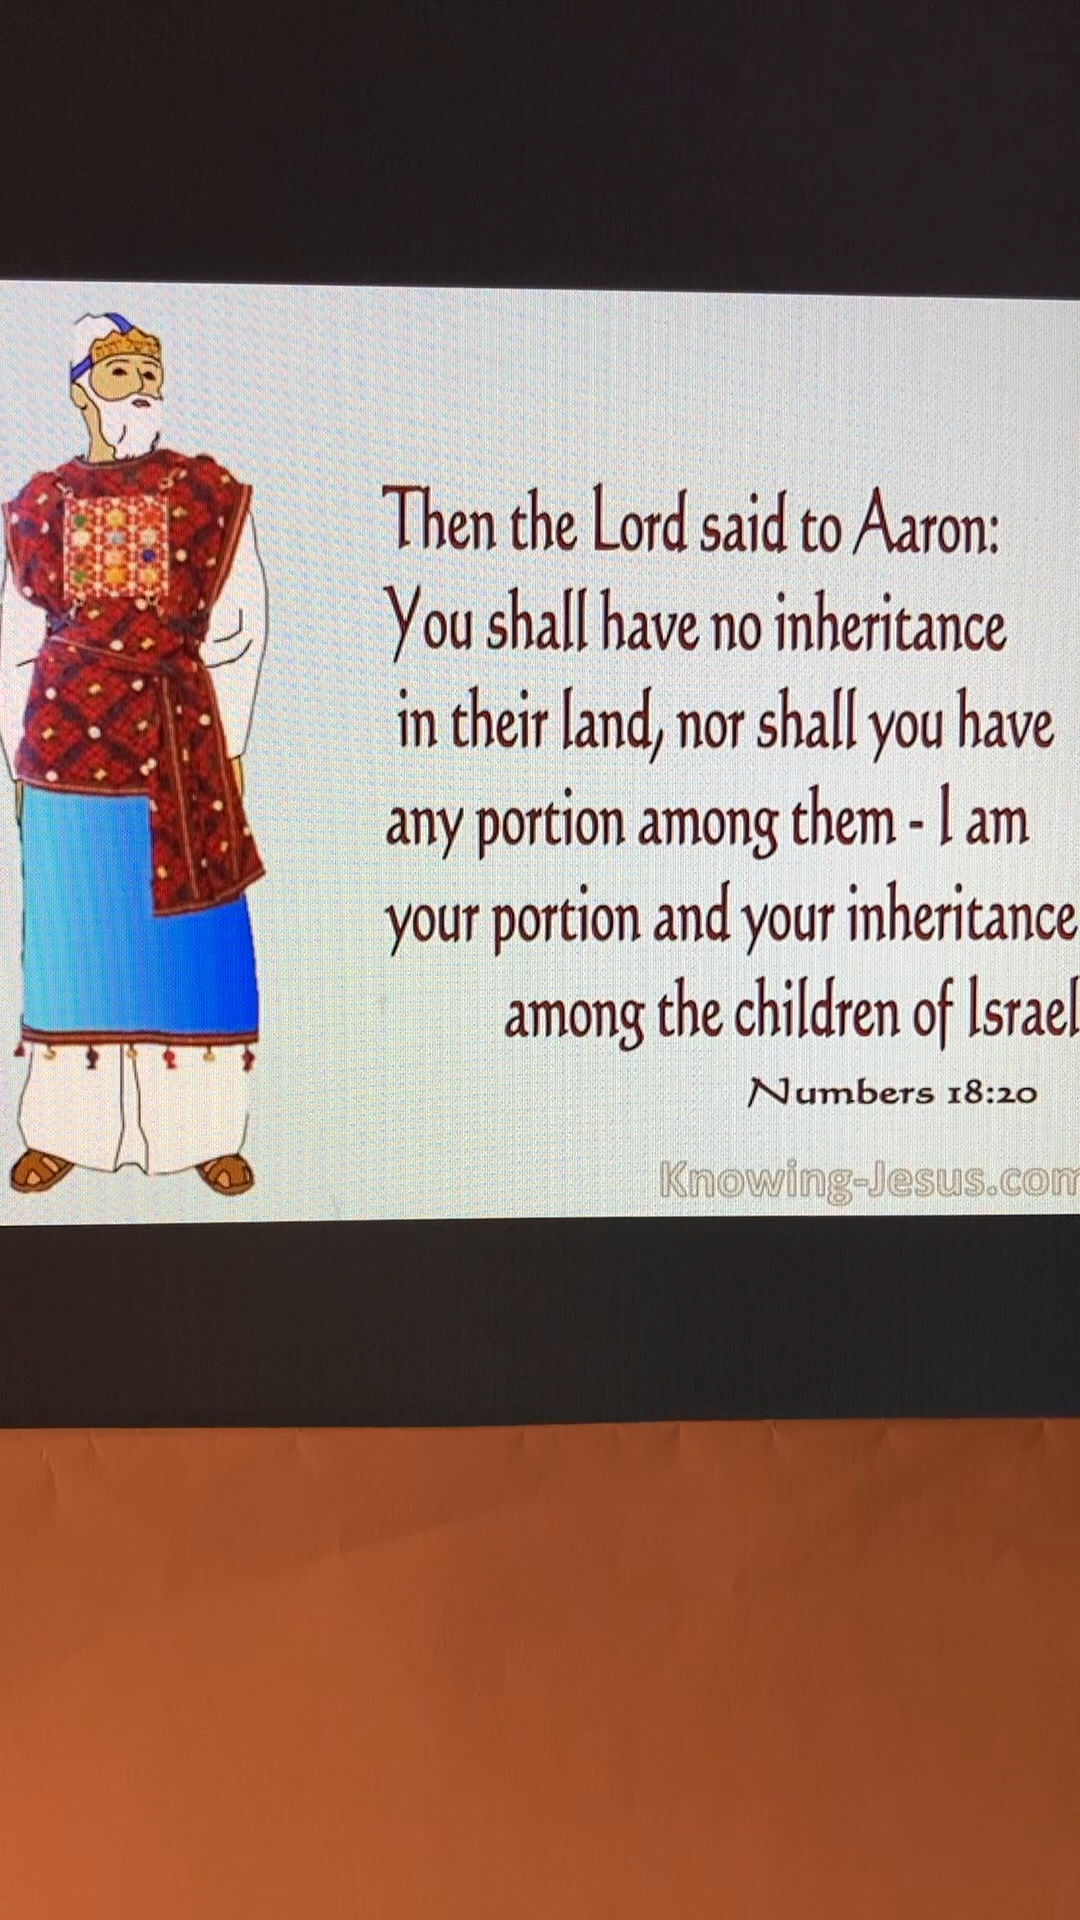 Then the Lord said to Aaron:
You shall have no inheritance
in their land, nor shall you have
any portion among them - I am
your portion and your inheritance
among the children of Israel
Numbers 18:20
Knowing-Jesus.com